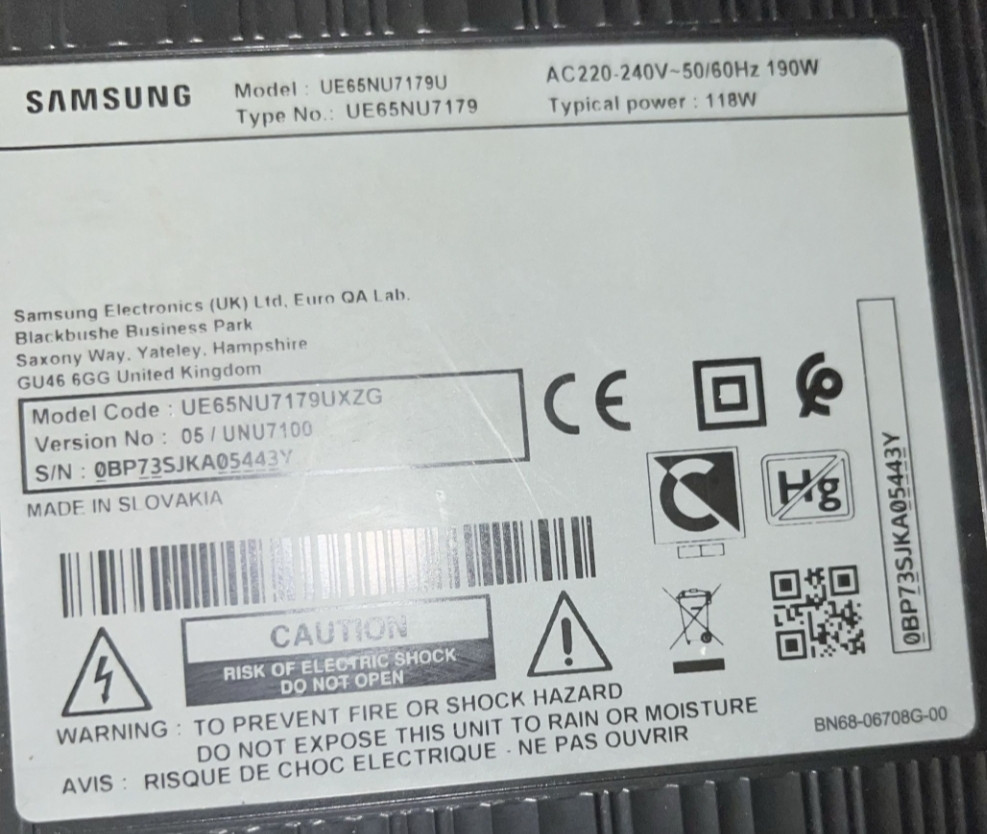 SAMSUNG
Model : UE65NU7179U
Type No.: UE65NU7179
AC220-240V~50/60Hz 190W
Typical power : 118W
Samsung Electronics (UK) Ltd, Euro QA Lab.
Blackbushe Business Park
Saxony Way, Yateley, Hampshire
GU46 6GG United Kingdom
Model Code : UE65NU7179UXZG
Version No : 05 / UNU7100
S/N : 0BP73SJKA05443Y
MADE IN SLOVAKIA
CE
Hg
0BP73SJKA05443Y
CAUTION
RISK OF ELECTRIC SHOCK
DO NOT OPEN
WARNING : TO PREVENT FIRE OR SHOCK HAZARD
DO NOT EXPOSE THIS UNIT TO RAIN OR MOISTURE
AVIS : RISQUE DE CHOC ELECTRIQUE - NE PAS OUVRIR
BN68-06708G-00